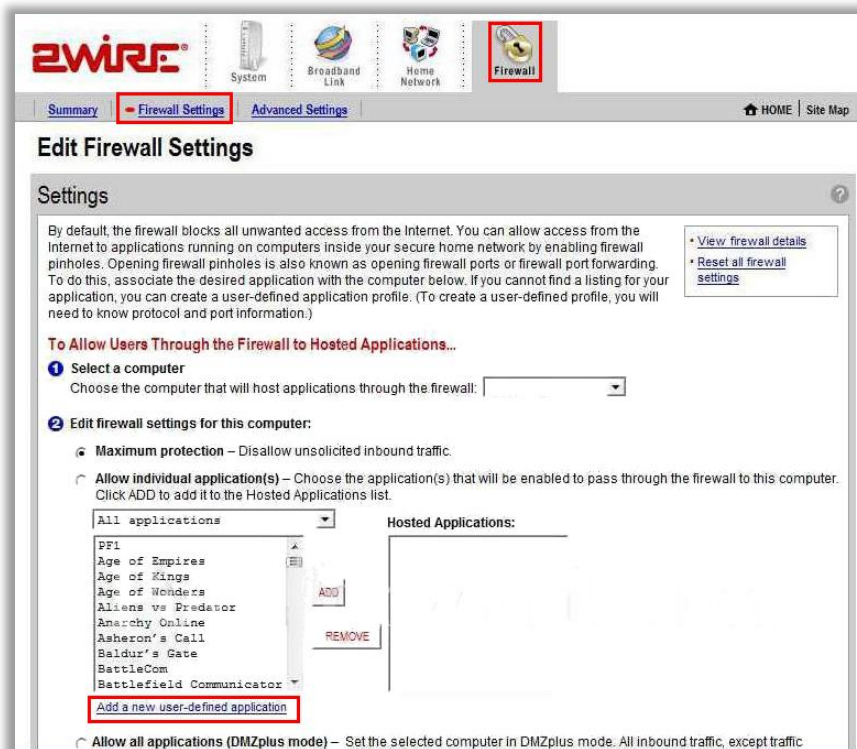 2WIRE
System
Broadband Link
Home Network
Firewall
Summary
Firewall Settings
Advanced Settings
HOME | Site Map
Edit Firewall Settings
Settings
?
By default, the firewall blocks all unwanted access from the Internet. You can allow access from the
Internet to applications running on computers inside your secure home network by enabling firewall
pinholes. Opening firewall pinholes is also known as opening firewall ports or firewall port forwarding.
To do this, associate the desired application with the computer below. If you cannot find a listing for your
application, you can create a user-defined application profile. (To create a user-defined profile, you will
need to know protocol and port information.)
• View firewall details
• Reset all firewall
settings
To Allow Users Through the Firewall to Hosted Applications...
1 Select a computer
Choose the computer that will host applications through the firewall:
2 Edit firewall settings for this computer:
Maximum protection – Disallow unsolicited inbound traffic.
Allow individual application(s) – Choose the application(s) that will be enabled to pass through the firewall to this computer.
Click ADD to add it to the Hosted Applications list.
All applications
Hosted Applications:
PF1
Age of Empires
Age of Kings
Age of Wonders
Aliens vs Predator
Anarchy Online
Asheron's Call
Baldur's Gate
BattleCom
Battlefield Communicator
ADD
REMOVE
Add a new user-defined application
Allow all applications (DMZplus mode) – Set the selected computer in DMZplus mode. All inbound traffic, except traffic